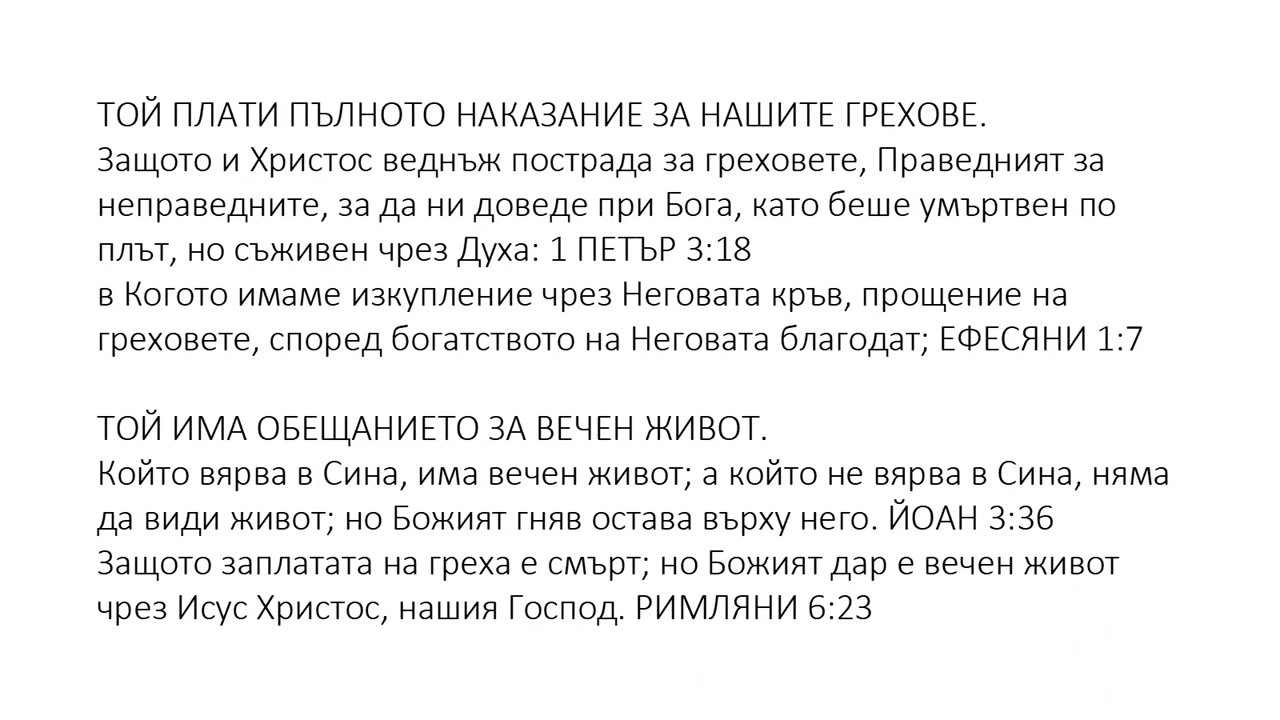 ТОЙ ПЛАТИ ПЪЛНОТО НАКАЗАНИЕ ЗА НАШИТЕ ГРЕХОВЕ.
Защото и Христос веднъж пострада за греховете, Праведният за
неправедните, за да ни доведе при Бога, като беше умъртвен по
плът, но съживен чрез Духа: 1 ПЕТЪР 3:18
в Когото имаме изкупление чрез Неговата кръв, прощение на
греховете, според богатството на Неговата благодат; ЕФЕСЯНИ 1:7
ТОЙ ИМА ОБЕЩАНИЕТО ЗА ВЕЧЕН ЖИВОТ.
Който вярва в Сина, има вечен живот; а който не вярва в Сина, няма
да види живот; но Божият гняв остава върху него. ЙОАН 3:36
Защото заплатата на греха е смърт; но Божият дар е вечен живот
чрез Исус Христос, нашия Господ. РИМЛЯНИ 6:23